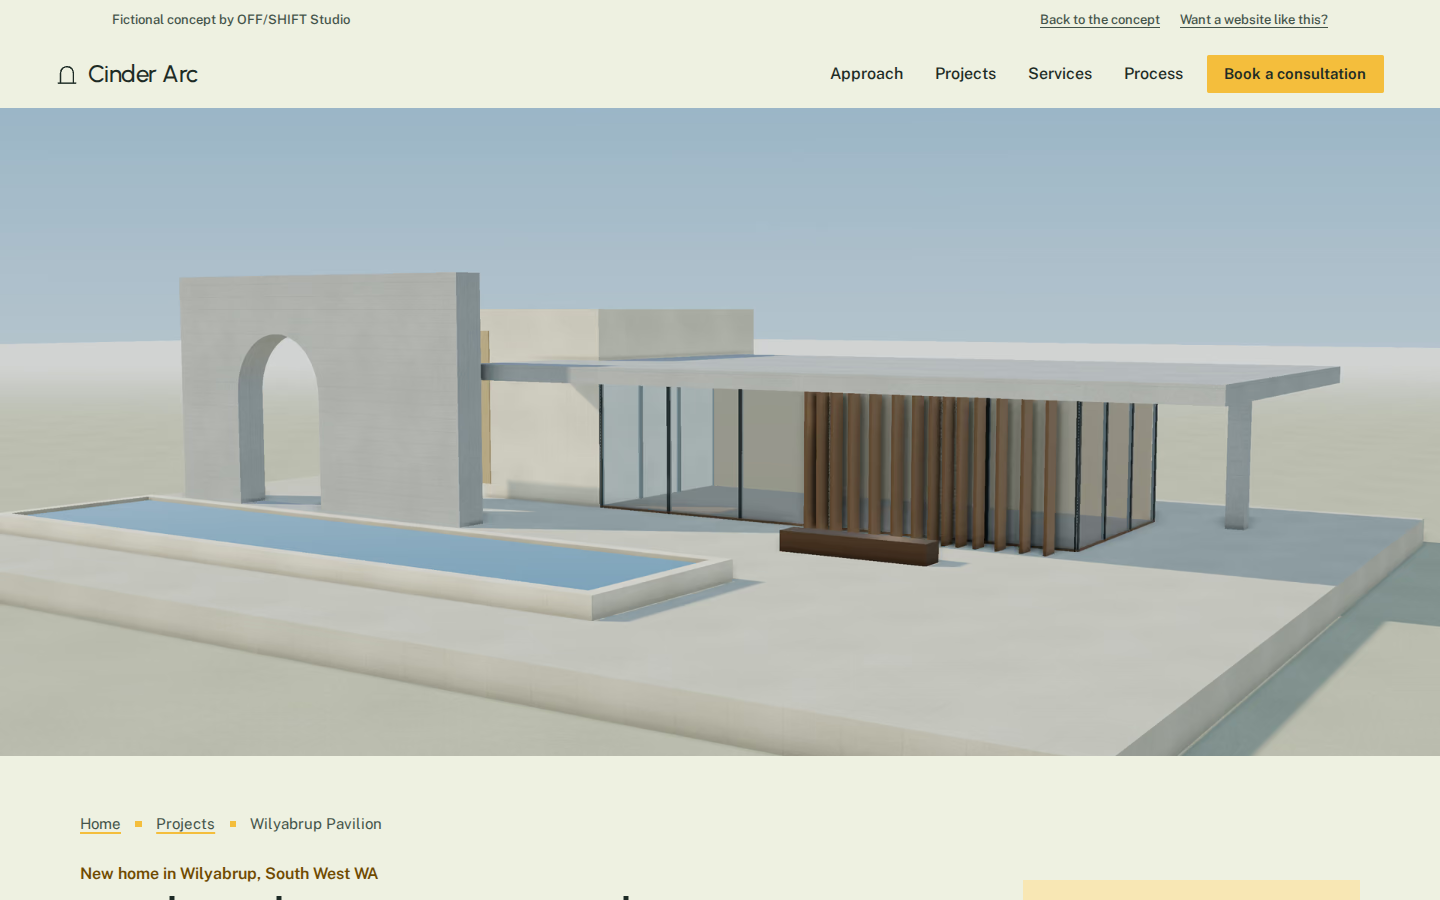 Fictional concept by OFF/SHIFT Studio
Back to the concept
Want a website like this?
Cinder Arc
Approach
Projects
Services
Process
Book a consultation
Home
Projects
Wilyabrup Pavilion
New home in Wilyabrup, South West WA